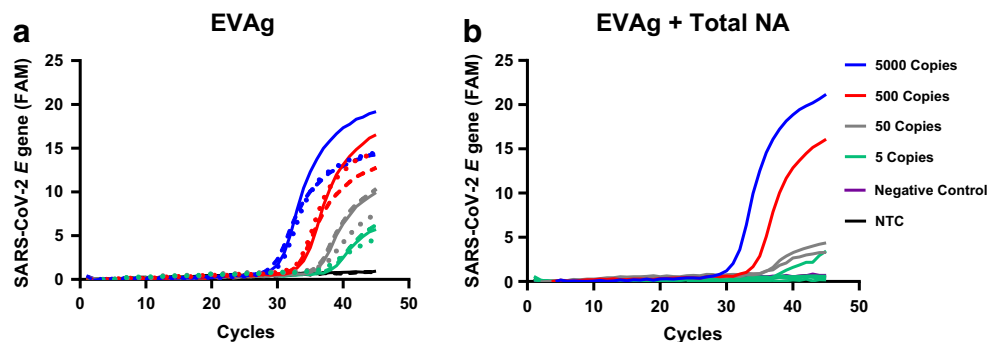 a
EVAg
SARS-CoV-2 E gene (FAM)
25
20
15
10
5
0
0 10 20 30 40 50
Cycles
b
EVAg + Total NA
SARS-CoV-2 E gene (FAM)
25
20
15
10
5
0
0 10 20 30 40 50
Cycles
5000 Copies
500 Copies
50 Copies
5 Copies
Negative Control
NTC